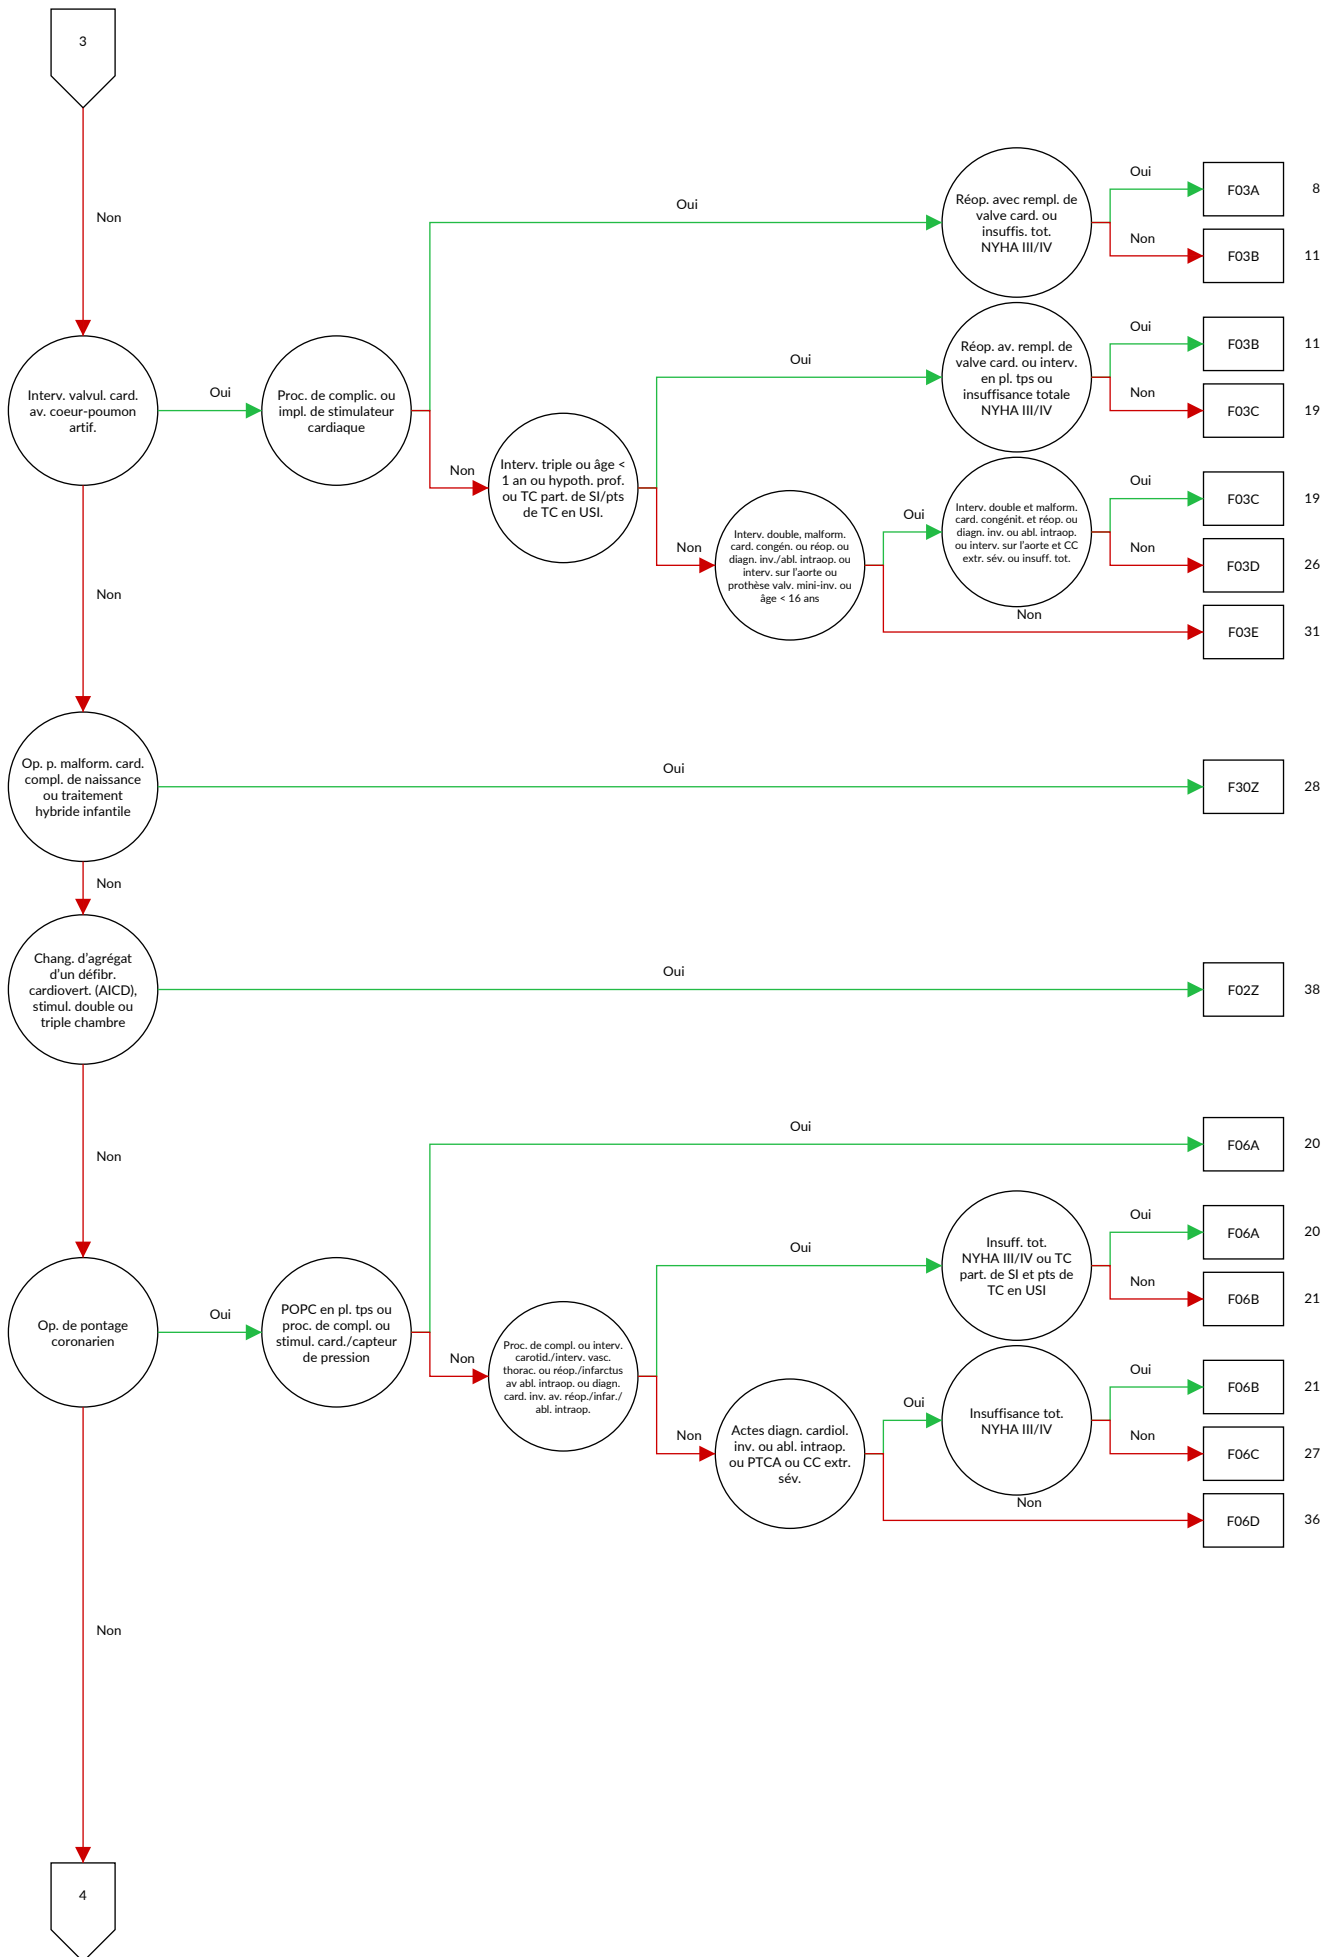 3
Non
Oui
Réop. avec rempl. de
valve card. ou
insuffis. tot.
NYHA III/IV
Oui
F03A
8
Non
F03B
11
Interv. valvul. card.
av. coeur-poumon
artif.
Oui
Proc. de complic. ou
impl. de stimulateur
cardiaque
Non
Interv. triple ou âge <
1 an ou hypoth. prof.
ou TC part. de SI/pts
de TC en USI.
Oui
Réop. av. rempl. de
valve card. ou interv.
en pl. tps ou
insuffisance totale
NYHA III/IV
Oui
F03B
11
Non
F03C
19
Non
Interv. double, malform.
card. congén. ou réop. ou
diagn. inv./abl. intraop. ou
interv. sur l'aorte ou
prothèse valv. mini-inv. ou
âge < 16 ans
Oui
Interv. double et malform.
card. congénit. et réop. ou
diagn. inv. ou abl. intraop.
ou interv. sur l'aorte et CC
extr. sév. ou insuff. tot.
Oui
F03C
19
Non
F03D
26
Non
F03E
31
Non
Op. p. malform. card.
compl. de naissance
ou traitement
hybride infantile
Oui
F30Z
28
Non
Chang. d'agrégat
d'un défibr.
cardiovert. (AICD),
stimul. double ou
triple chambre
Oui
F02Z
38
Non
Op. de pontage
coronarien
Oui
POPC en pl. tps ou
proc. de compl. ou
stimul. card./capteur
de pression
Oui
F06A
20
Non
Proc. de compl. ou interv.
carotid./interv. vasc.
thorac. ou réop./infarctus
av abl. intraop. ou diagn.
card. inv. av. réop./infar./
abl. intraop.
Oui
Insuff. tot.
NYHA III/IV ou TC
part. de SI et pts de
TC en USI
Oui
F06A
20
Non
F06B
21
Non
Actes diagn. cardiol.
inv. ou abl. intraop.
ou PTCA ou CC extr.
sév.
Oui
Insuffisance tot.
NYHA III/IV
Oui
F06B
21
Non
F06C
27
Non
F06D
36
Non
4